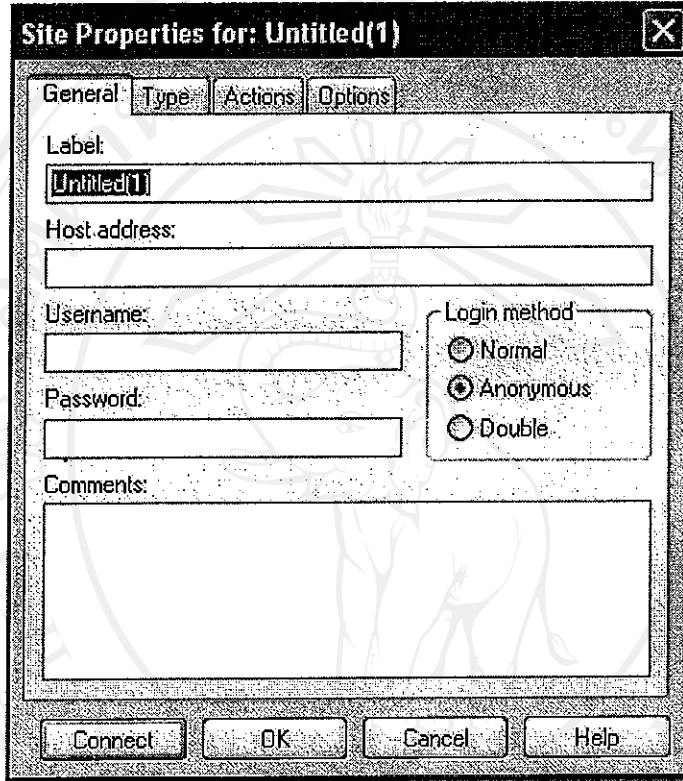 Site Properties for: Untitled(1)
General Type Actions Options
Label:
Untitled(1)
Host address:
Username:
Login method
Normal
Password:
Anonymous
Double
Comments:
Connect OK Cancel Help